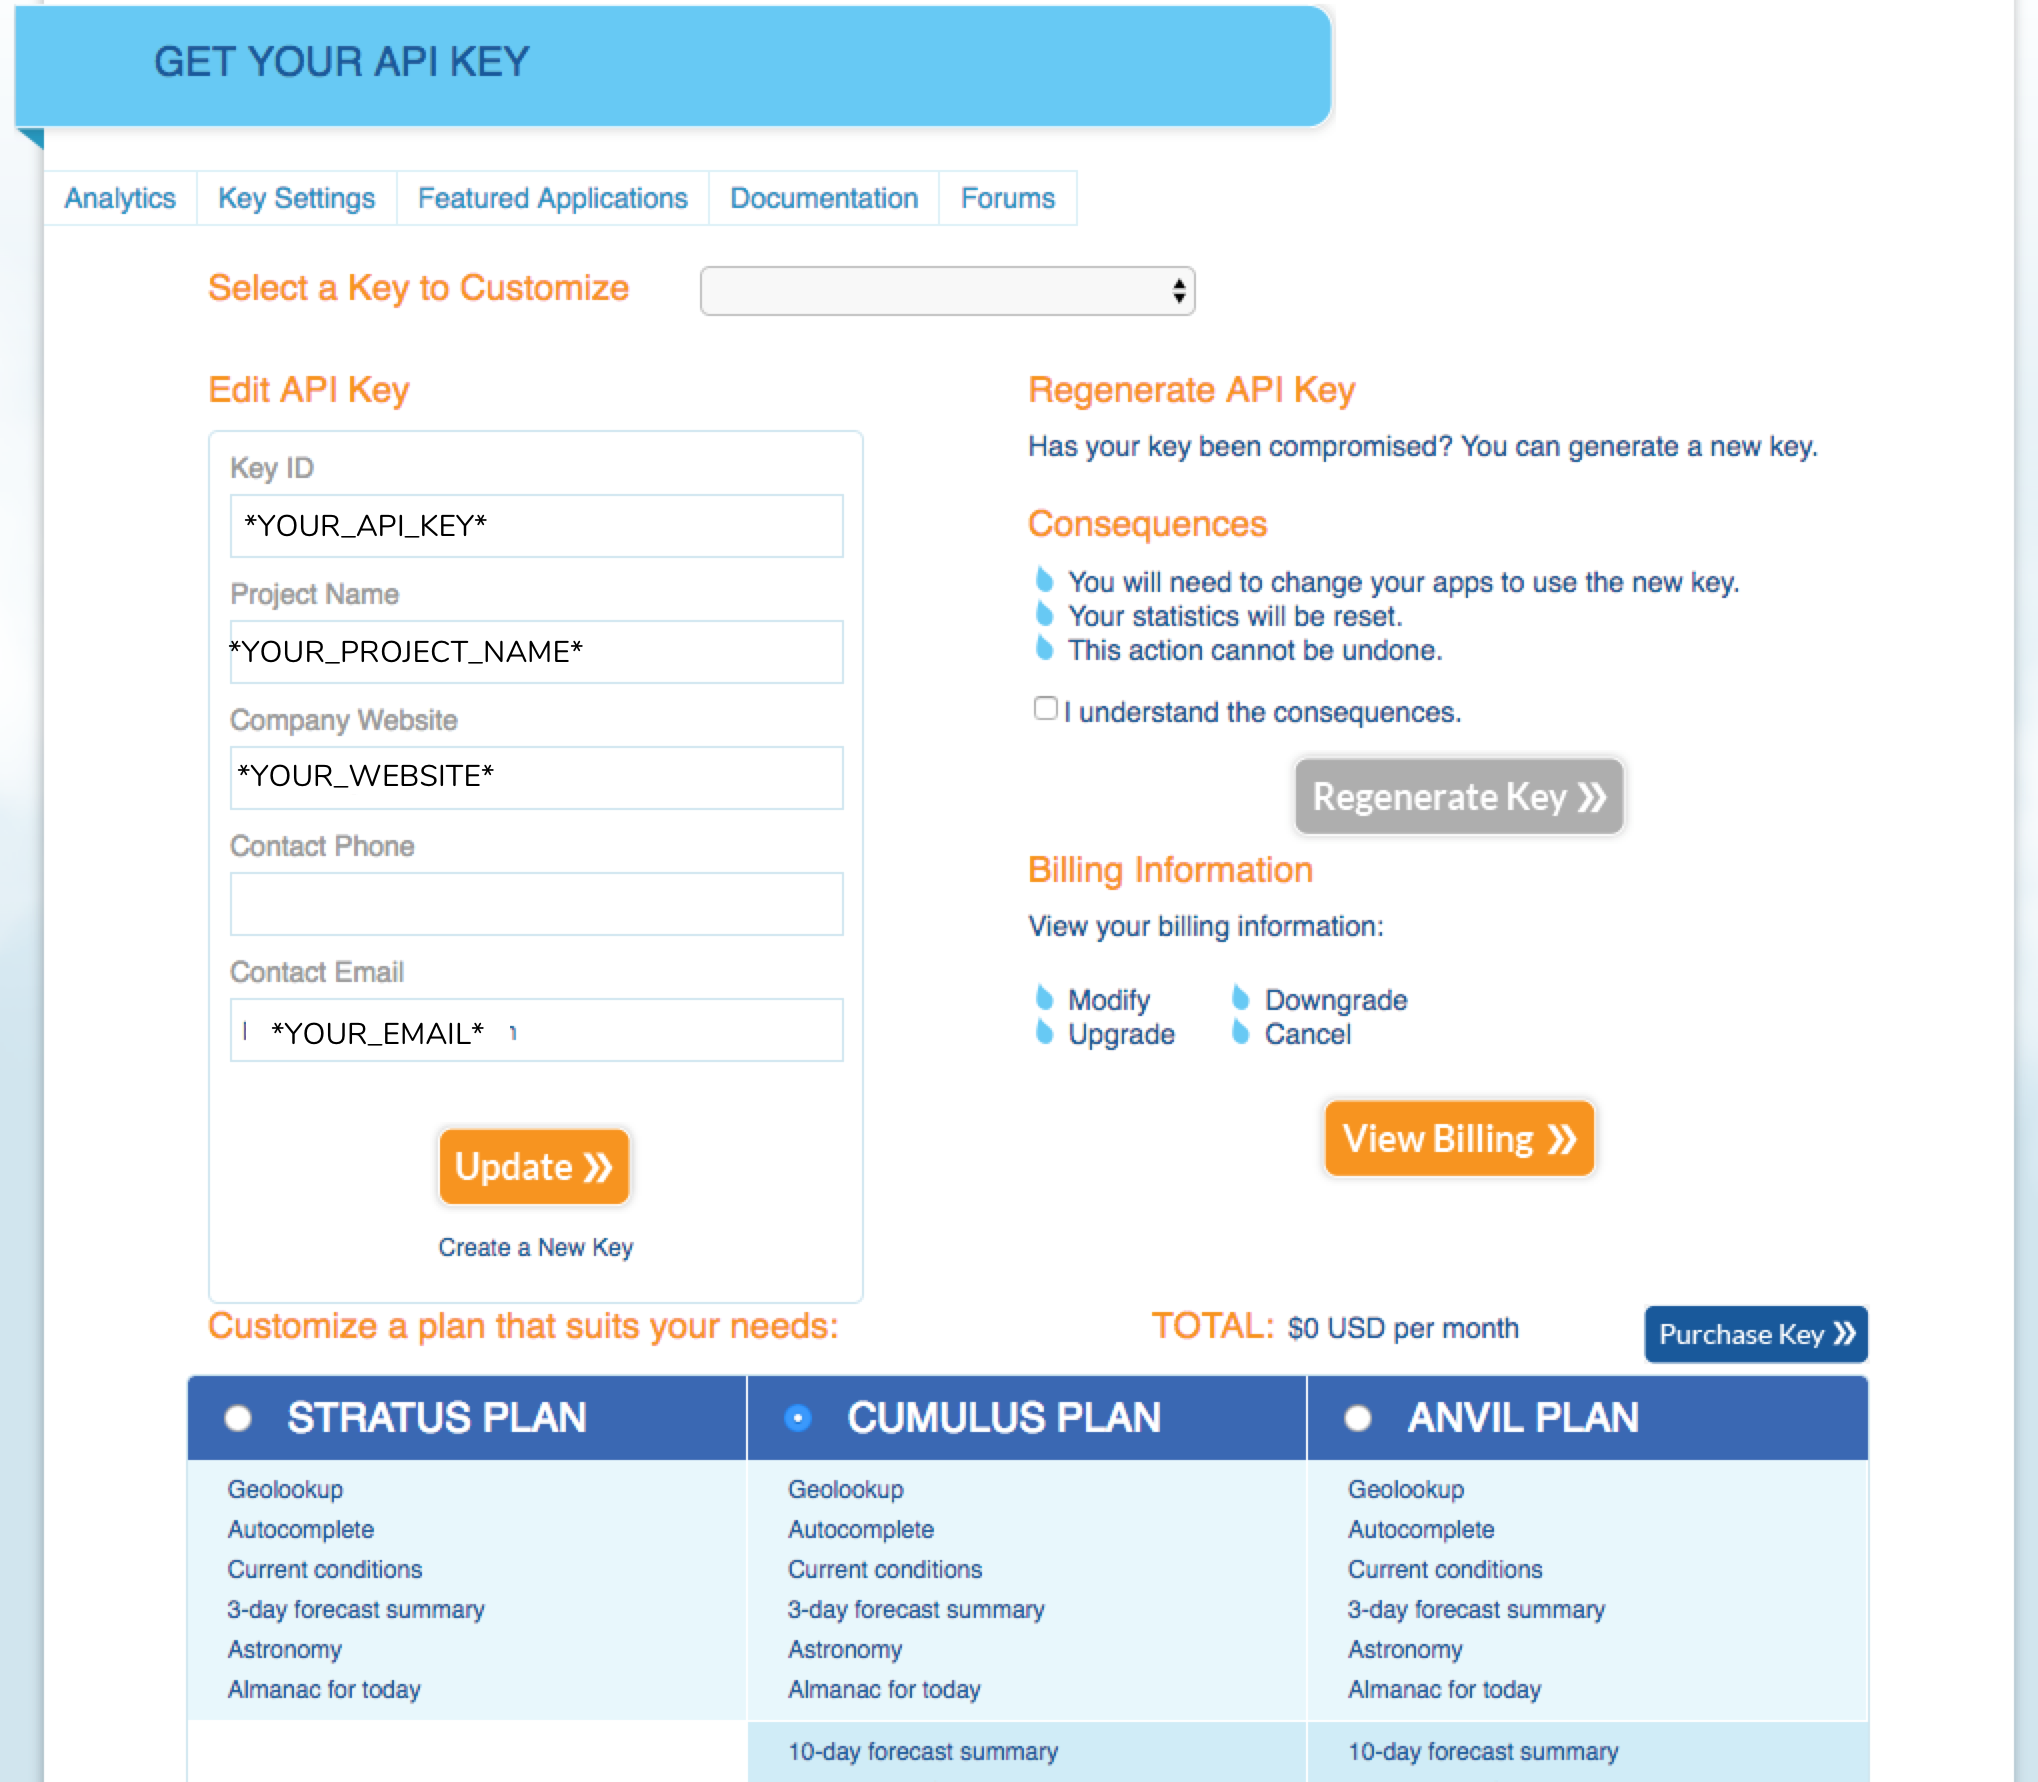 GET YOUR API KEY
Analytics
Key Settings
Featured Applications
Documentation
Forums
Select a Key to Customize
Edit API Key
Key ID
*YOUR_API_KEY*
Project Name
*YOUR_PROJECT_NAME*
Company Website
*YOUR_WEBSITE*
Contact Phone
Contact Email
*YOUR_EMAIL*
Update »
Create a New Key
Regenerate API Key
Has your key been compromised? You can generate a new key.
Consequences
You will need to change your apps to use the new key.
Your statistics will be reset.
This action cannot be undone.
I understand the consequences.
Regenerate Key »
Billing Information
View your billing information:
Modify
Upgrade
Downgrade
Cancel
View Billing »
Customize a plan that suits your needs:
TOTAL: $0 USD per month
Purchase Key »
STRATUS PLAN
Geolookup
Autocomplete
Current conditions
3-day forecast summary
Astronomy
Almanac for today
CUMULUS PLAN
Geolookup
Autocomplete
Current conditions
3-day forecast summary
Astronomy
Almanac for today
10-day forecast summary
ANVIL PLAN
Geolookup
Autocomplete
Current conditions
3-day forecast summary
Astronomy
Almanac for today
10-day forecast summary